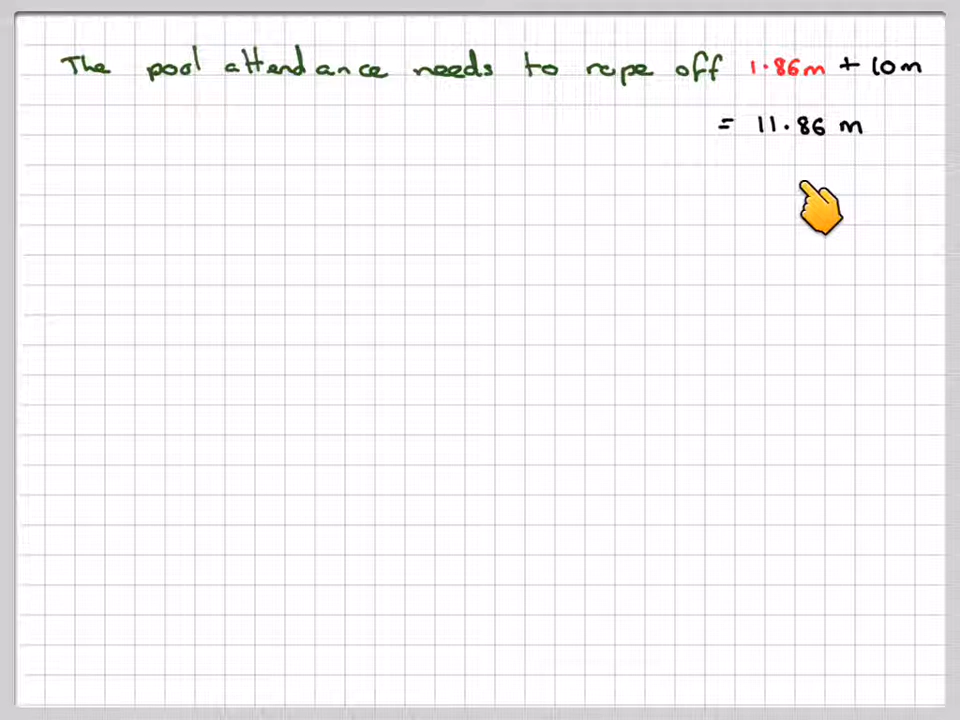 The pool attendance needs to rope off 1.86m + 10m
= 11.86 m